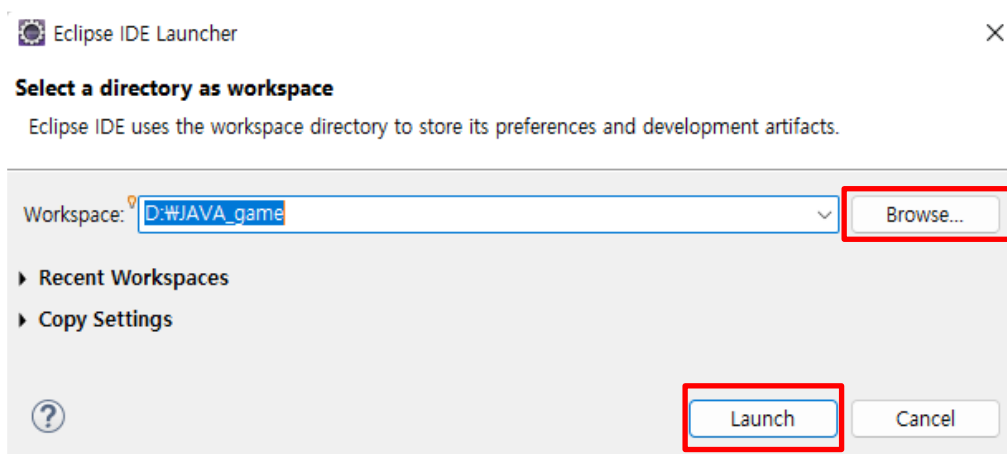 Eclipse IDE Launcher
Select a directory as workspace
Eclipse IDE uses the workspace directory to store its preferences and development artifacts.
Workspace: D:₩JAVA_game Browse...
Recent Workspaces
Copy Settings
? Launch Cancel